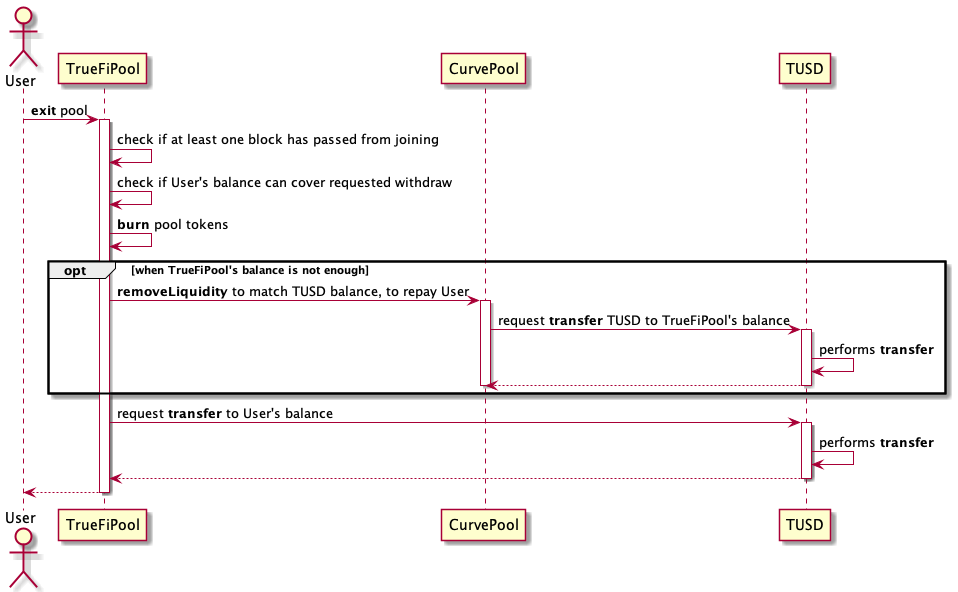 User
TrueFiPool
CurvePool
TUSD
exit pool
check if at least one block has passed from joining
check if User's balance can cover requested withdraw
burn pool tokens
opt [when TrueFiPool's balance is not enough]
removeLiquidity to match TUSD balance, to repay User
request transfer TUSD to TrueFiPool's balance
performs transfer
request transfer to User's balance
performs transfer
User
TrueFiPool
CurvePool
TUSD